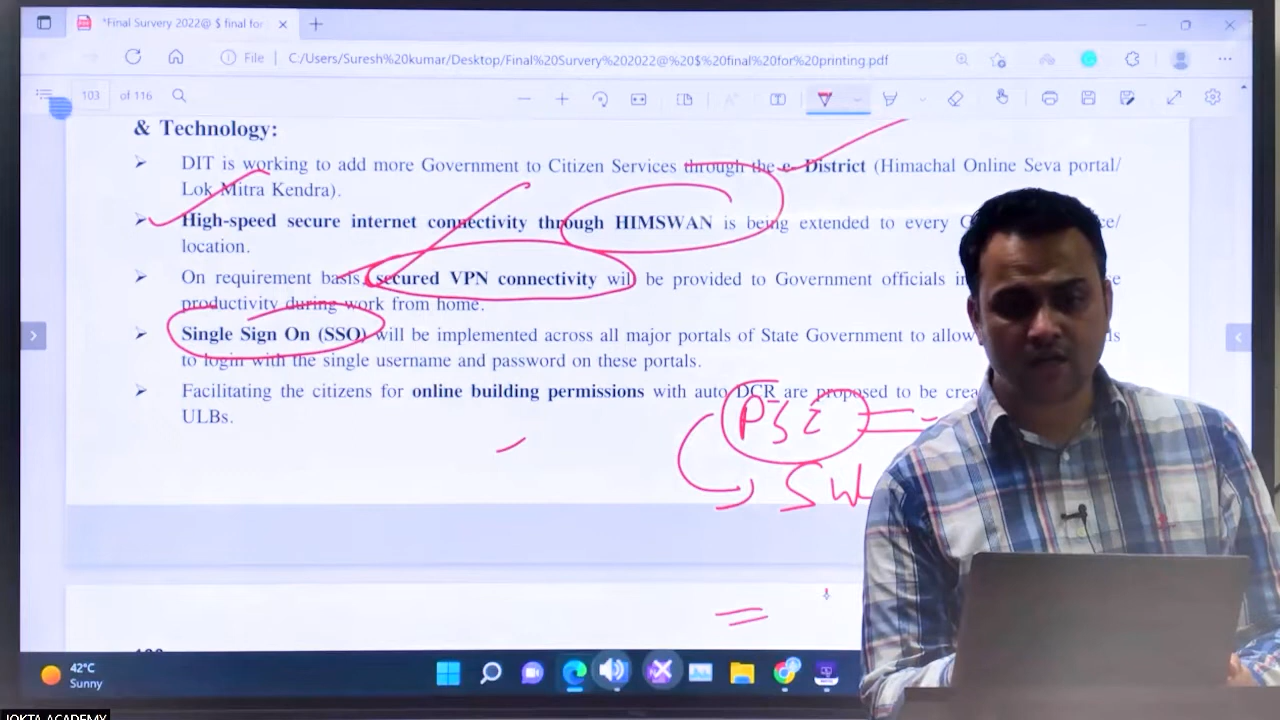 *Final Survery 2022@ $ final for
File
C:/Users/Suresh%20kumar/Desktop/Final%20Survery%202022@%20$%20final%20for%20printing.pdf
103 of 116
& Technology:
DIT is working to add more Government to Citizen Services through the e- District (Himachal Online Seva portal/
Lok Mitra Kendra).
High-speed secure internet connectivity through HIMSWAN is being extended to every
location.
On requirement basis, secured VPN connectivity will be provided to Government officials
productivity during work from home.
Single Sign On (SSO) will be implemented across all major portals of State Government to allow
to login with the single username and password on these portals.
Facilitating the citizens for online building permissions with auto DCR are proposed to be
ULBs.
SW
42°C
Sunny
JOKTA ACADEMY